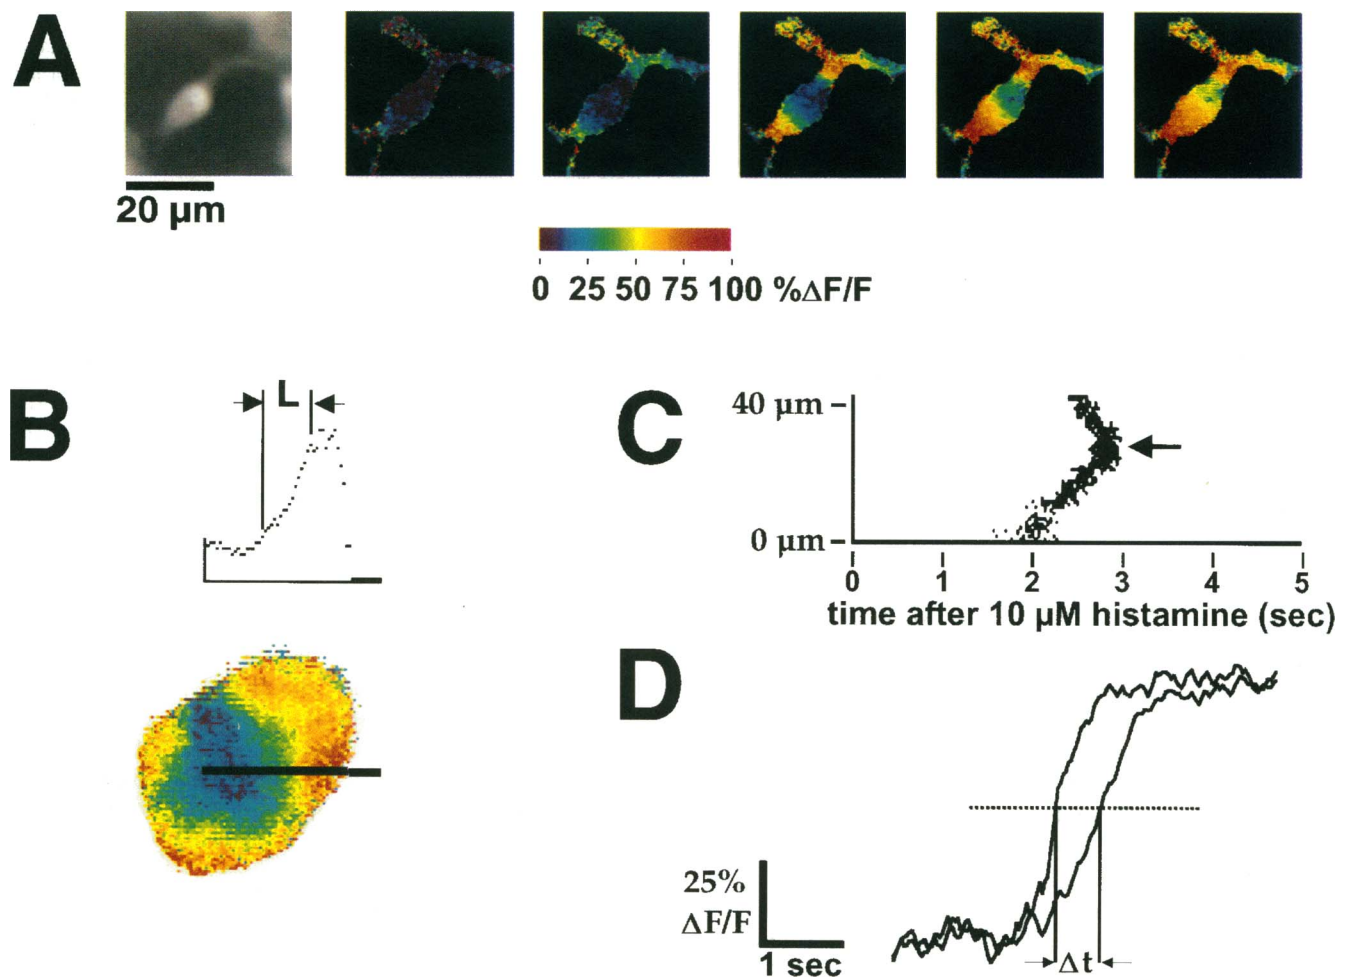 A
20 µm
0 25 50 75 100 %ΔF/F
B
L
C
40 µm
0 µm
0 1 2 3 4 5
time after 10 µM histamine (sec)
D
25%
ΔF/F
1 sec
Δt